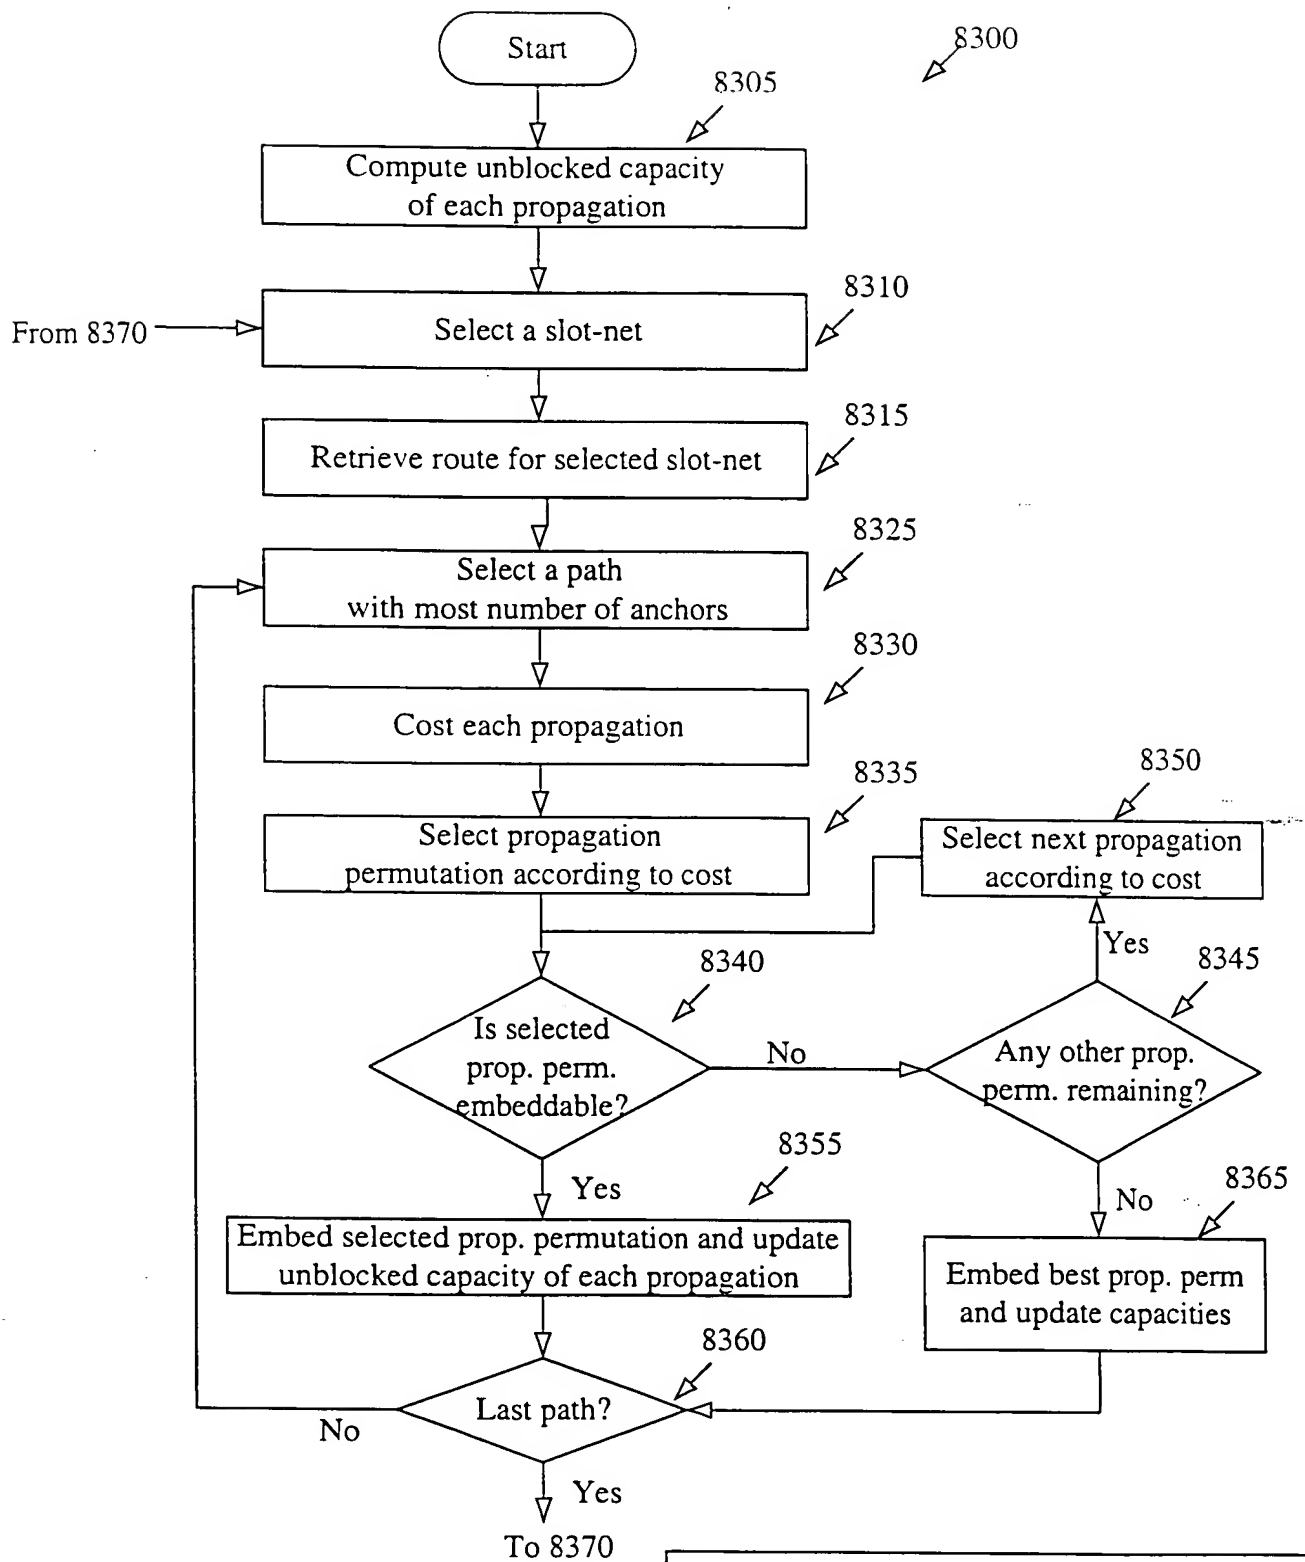 Start
8300
8305
Compute unblocked capacity
of each propagation
8310
From 8370
Select a slot-net
8315
Retrieve route for selected slot-net
8325
Select a path
with most number of anchors
8330
Cost each propagation
8335
Select propagation
permutation according to cost
8350
Select next propagation
according to cost
Yes
8340
Is selected
prop. perm.
embeddable?
No
8345
Any other prop.
perm. remaining?
Yes
8355
Embed selected prop. permutation and update
unblocked capacity of each propagation
No
8365
Embed best prop. perm
and update capacities
8360
Last path?
No
Yes
To 8370